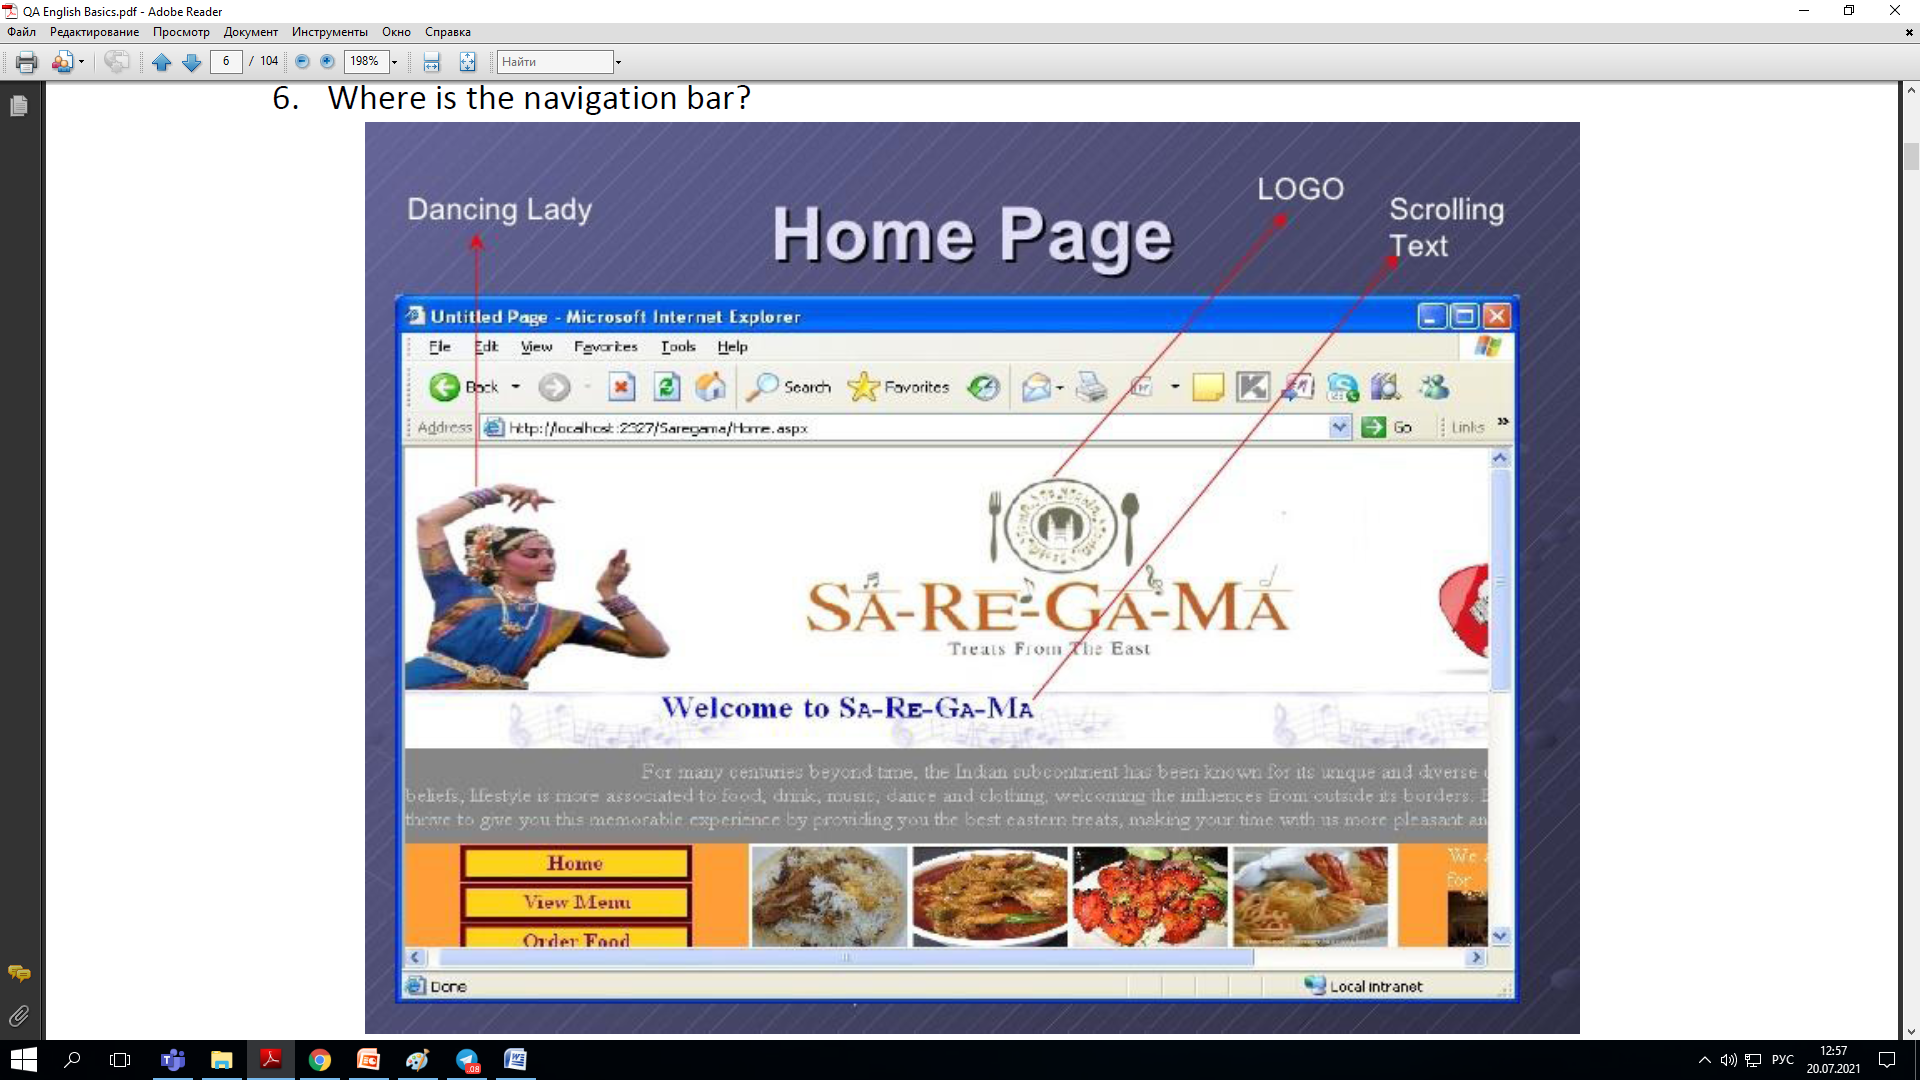 QA English Basics.pdf - Adobe Reader
Файл Редактирование Просмотр Документ Инструменты Окно Справка
6 / 104 198% Найти
6. Where is the navigation bar?
LOGO
Dancing Lady
Home Page
Scrolling
Text
Untitled Page - Microsoft Internet Explorer
File Edit View Favorites Tools Help
Back Search Favorites
Address http://localhost:2327/Saregama/Home.aspx Go Links »
SA-RE-GA-MA
Treats From The East
Welcome to SA-RE-GA-MA
For many centuries beyond time, the Indian subcontinent has been known for its unique and diverse
beliefs, lifestyle is more associated to food, drink, music, dance and clothing, welcoming the influences from outside its borders.
thrive to give you this memorable experience by providing you the best eastern treats, making your time with us more pleasant an
Home
We
for
View Menu
Order Food
Done Local intranet
.08
РУС
12:57
20.07.2021